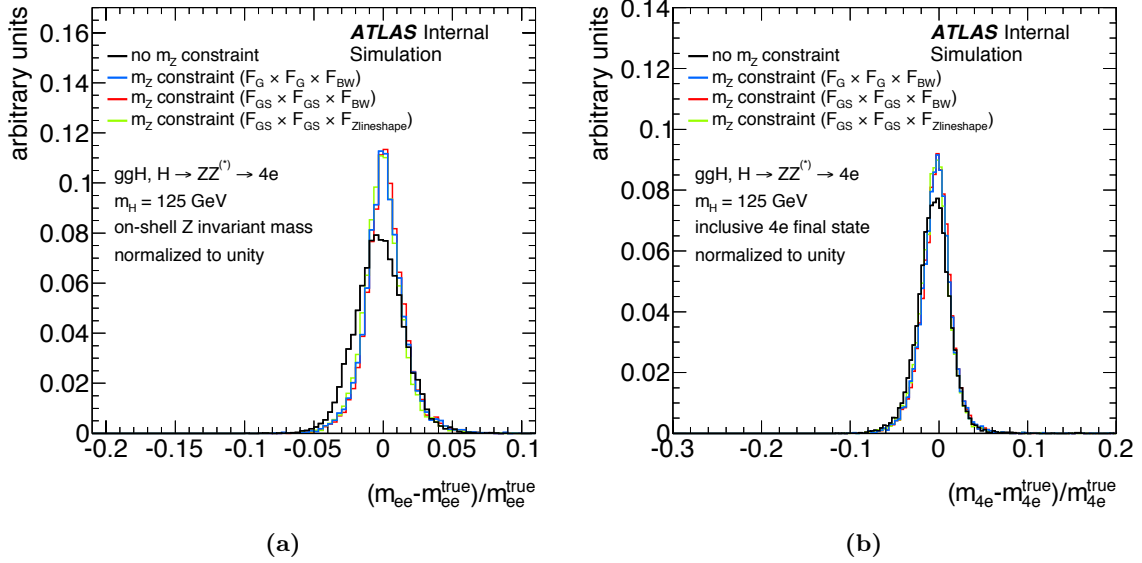 arbitrary units
0.16
0.14
0.12
0.1
0.08
0.06
0.04
0.02
0
ATLAS Internal
Simulation
no m_Z constraint
m_Z constraint (F_G × F_G × F_BW)
m_Z constraint (F_GS × F_GS × F_BW)
m_Z constraint (F_GS × F_GS × F_Zlineshape)
ggH, H → ZZ^(*) → 4e
m_H = 125 GeV
on-shell Z invariant mass
normalized to unity
-0.2 -0.15 -0.1 -0.05 0 0.05 0.1
(m_ee-m_ee^true)/m_ee^true
(a)
arbitrary units
0.14
0.12
0.1
0.08
0.06
0.04
0.02
0
ATLAS Internal
Simulation
no m_Z constraint
m_Z constraint (F_G × F_G × F_BW)
m_Z constraint (F_GS × F_GS × F_BW)
m_Z constraint (F_GS × F_GS × F_Zlineshape)
ggH, H → ZZ^(*) → 4e
m_H = 125 GeV
inclusive 4e final state
normalized to unity
-0.3 -0.2 -0.1 0 0.1 0.2
(m_4e-m_4e^true)/m_4e^true
(b)